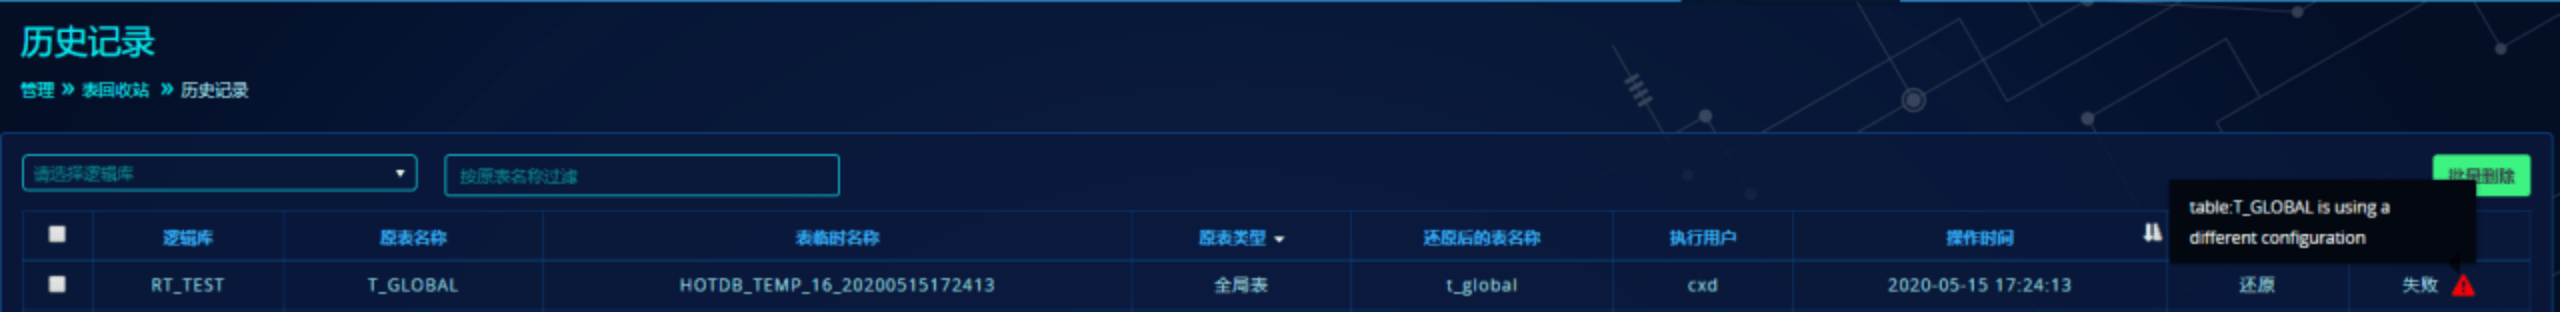 历史记录
管理 » 表回收站 » 历史记录
请选择逻辑库 按原表名称过滤 批量删除
table:T_GLOBAL is using a
different configuration
逻辑库 原表名称 表临时名称 原表类型 还原后的表名称 执行用户 操作时间
RT_TEST T_GLOBAL HOTDB_TEMP_16_20200515172413 全局表 t_global cxd 2020-05-15 17:24:13 还原 失败